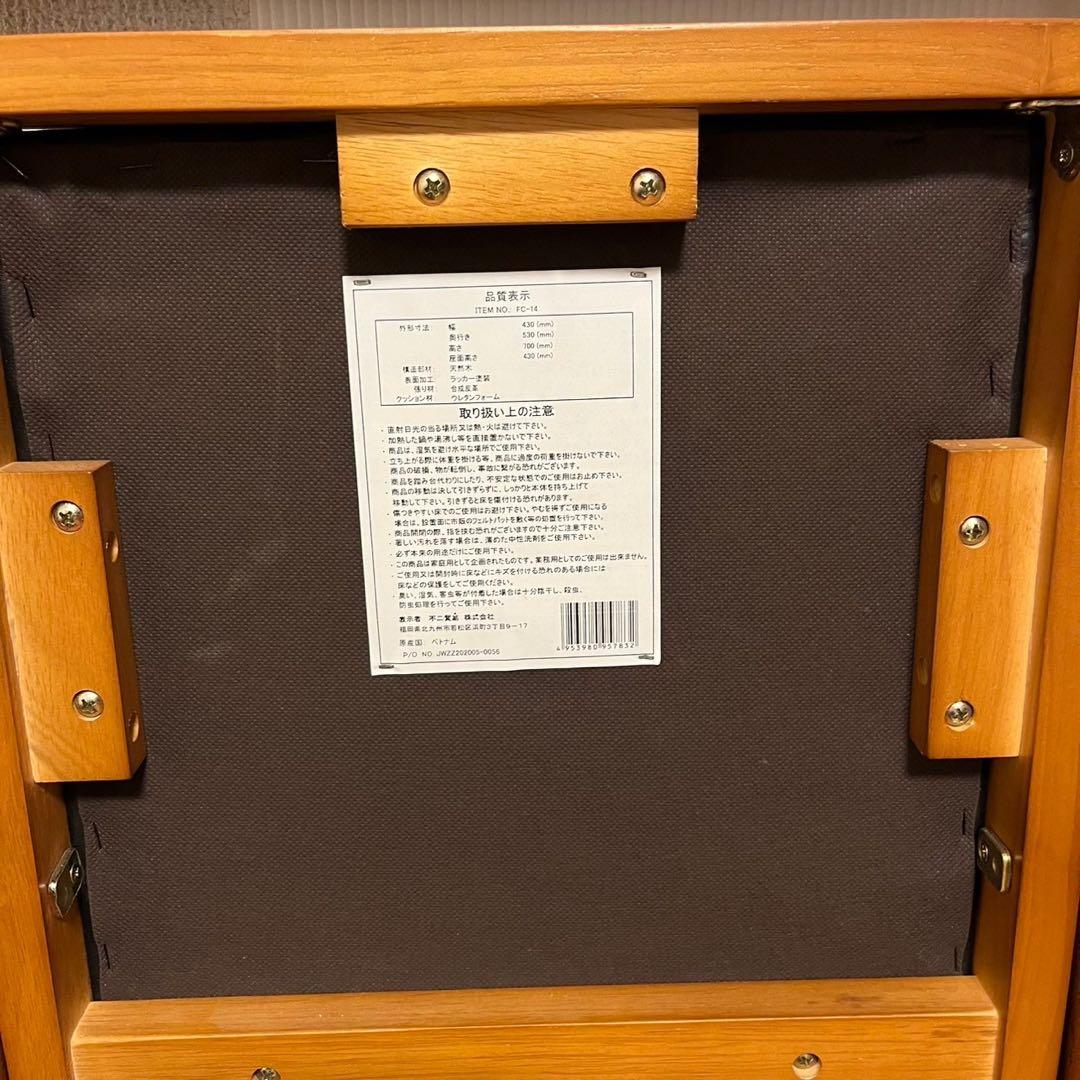 品質表示
ITEM NO.: FC-14
外形寸法: 幅 430(mm)
奥行き 530(mm)
高さ 700(mm)
座面高さ 430(mm)
構造部材: 天然木
表面加工: ラッカー塗装
張り材: 合成皮革
クッション材: ウレタンフォーム
取り扱い上の注意
・直射日光の当る場所又は熱・火は避けて下さい。
・加熱した鍋や湯沸し等を直接置かないで下さい。
・商品は、湿気を避け水平な場所でご使用下さい。
・立ち上がる際に体重を掛ける等、商品に過度の荷重を掛けないで下さい。
商品の破損、物が転倒し、事故に繋がる恐れがございます。
・商品を踏み台代わりにしたり、不安定な状態でのご使用はお止め下さい。
・商品の移動は決して引きずらずに、しっかりと本体を持ち上げて
移動して下さい。引きずると床を傷付ける恐れがあります。
・傷つきやすい床でのご使用はお避け下さい。やむを得ずご使用になる
場合は、設置面に市販のフェルトパットを敷く等の処置を行って下さい。
・商品開閉の際、指を挟む恐れがございますので十分ご注意下さい。
・著しい汚れを落す場合は、薄めた中性洗剤をご使用下さい。
・必ず本来の用途だけにご使用下さい。
・この商品は家庭用として企画されたものです。業務用としてのご使用は出来ません。
・ご使用又は開封時に床などにキズを付ける恐れのある場合には
床などの保護をしてご使用ください。
・臭い、湿気、害虫等が付着した場合は十分陰干し、殺虫、
防虫処理を行ってご使用下さい。
表示者 不二貿易 株式会社
福岡県北九州市若松区浜町3丁目9-17
原産国: ベトナム
P/O NO. JWZZ202005-0056
4 953980 957832